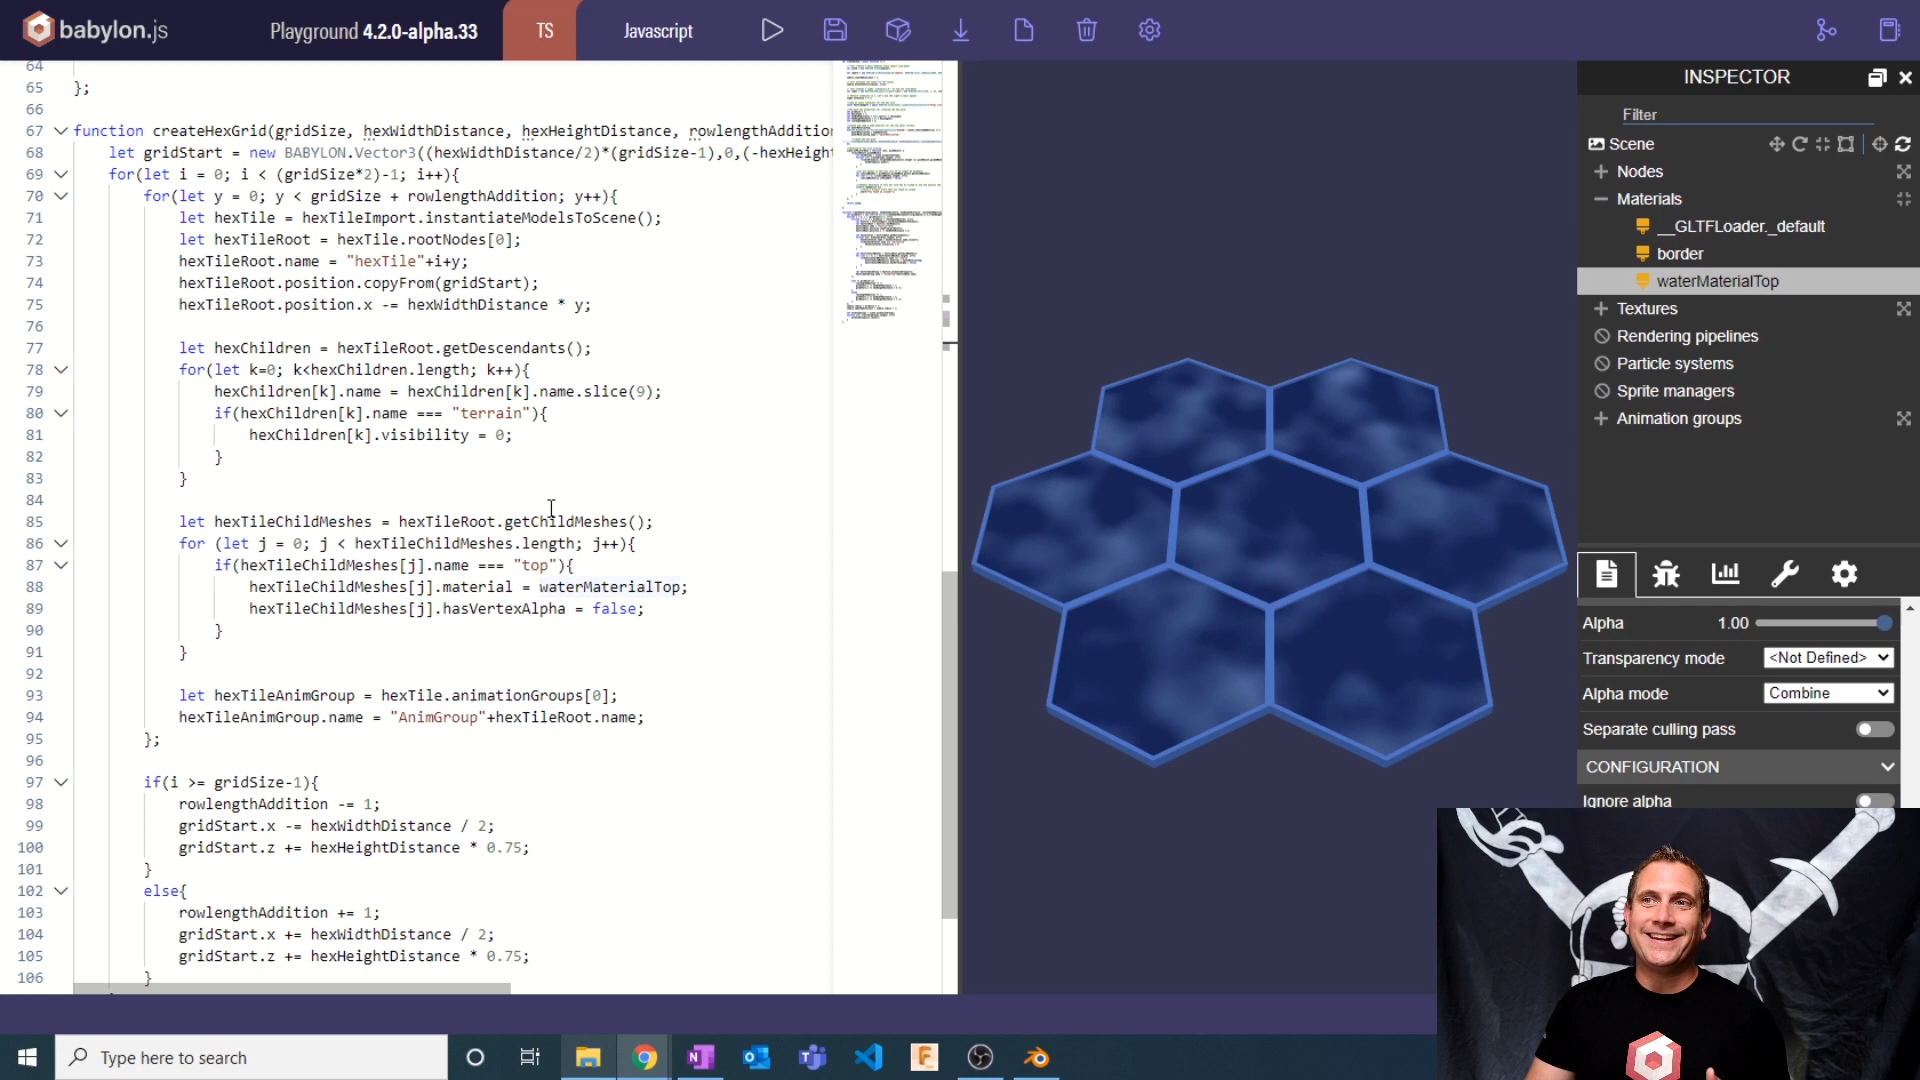 babylon.js
Playground 4.2.0-alpha.33
TS
Javascript
64
65 };
66
67 function createHexGrid(gridSize, hexWidthDistance, hexHeightDistance, rowlengthAddition
68 let gridStart = new BABYLON.Vector3((hexWidthDistance/2)*(gridSize-1),0,(-hexHeight
69 for(let i = 0; i < (gridSize*2)-1; i++){
70 for(let y = 0; y < gridSize + rowlengthAddition; y++){
71 let hexTile = hexTileImport.instantiateModelsToScene();
72 let hexTileRoot = hexTile.rootNodes[0];
73 hexTileRoot.name = "hexTile"+i+y;
74 hexTileRoot.position.copyFrom(gridStart);
75 hexTileRoot.position.x -= hexWidthDistance * y;
76
77 let hexChildren = hexTileRoot.getDescendants();
78 for(let k=0; k<hexChildren.length; k++){
79 hexChildren[k].name = hexChildren[k].name.slice(9);
80 if(hexChildren[k].name === "terrain"){
81 hexChildren[k].visibility = 0;
82 }
83 }
84
85 let hexTileChildMeshes = hexTileRoot.getChildMeshes();
86 for (let j = 0; j < hexTileChildMeshes.length; j++){
87 if(hexTileChildMeshes[j].name === "top"){
88 hexTileChildMeshes[j].material = waterMaterialTop;
89 hexTileChildMeshes[j].hasVertexAlpha = false;
90 }
91 }
92
93 let hexTileAnimGroup = hexTile.animationGroups[0];
94 hexTileAnimGroup.name = "AnimGroup"+hexTileRoot.name;
95 };
96
97 if(i >= gridSize-1){
98 rowlengthAddition -= 1;
99 gridStart.x -= hexWidthDistance / 2;
100 gridStart.z += hexHeightDistance * 0.75;
101 }
102 else{
103 rowlengthAddition += 1;
104 gridStart.x += hexWidthDistance / 2;
105 gridStart.z += hexHeightDistance * 0.75;
106 }
INSPECTOR
Filter
Scene
Nodes
Materials
__GLTFLoader._default
border
waterMaterialTop
Textures
Rendering pipelines
Particle systems
Sprite managers
Animation groups
Alpha 1.00
Transparency mode <Not Defined>
Alpha mode Combine
Separate culling pass
CONFIGURATION
Ignore alpha
Type here to search